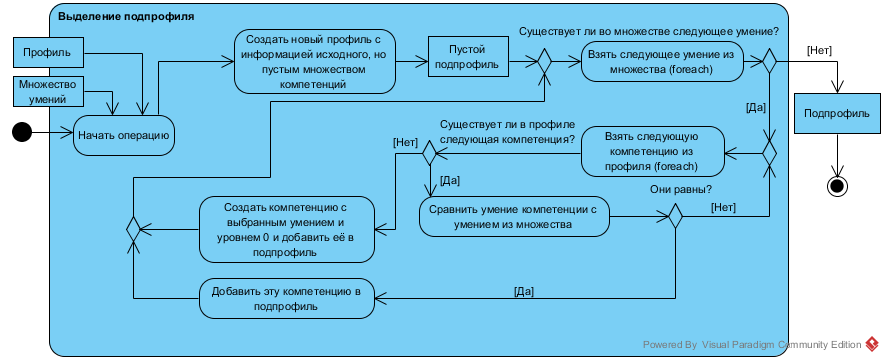 Выделение подпрофиля
Профиль
Множество
умений
Начать операцию
Создать новый профиль с
информацией исходного, но
пустым множеством
компетенций
Пустой
подпрофиль
Существует ли во множестве следующее умение?
Взять следующее умение из
множества (foreach)
[Нет]
[Да]
Подпрофиль
Взять следующую
компетенцию из
профиля (foreach)
Существует ли в профиле
следующая компетенция?
[Нет]
[Да]
Сравнить умение компетенции с
умением из множества
Они равны?
[Нет]
[Да]
Создать компетенцию с
выбранным умением и
уровнем 0 и добавить её в
подпрофиль
Добавить эту компетенцию в
подпрофиль
Powered By Visual Paradigm Community Edition